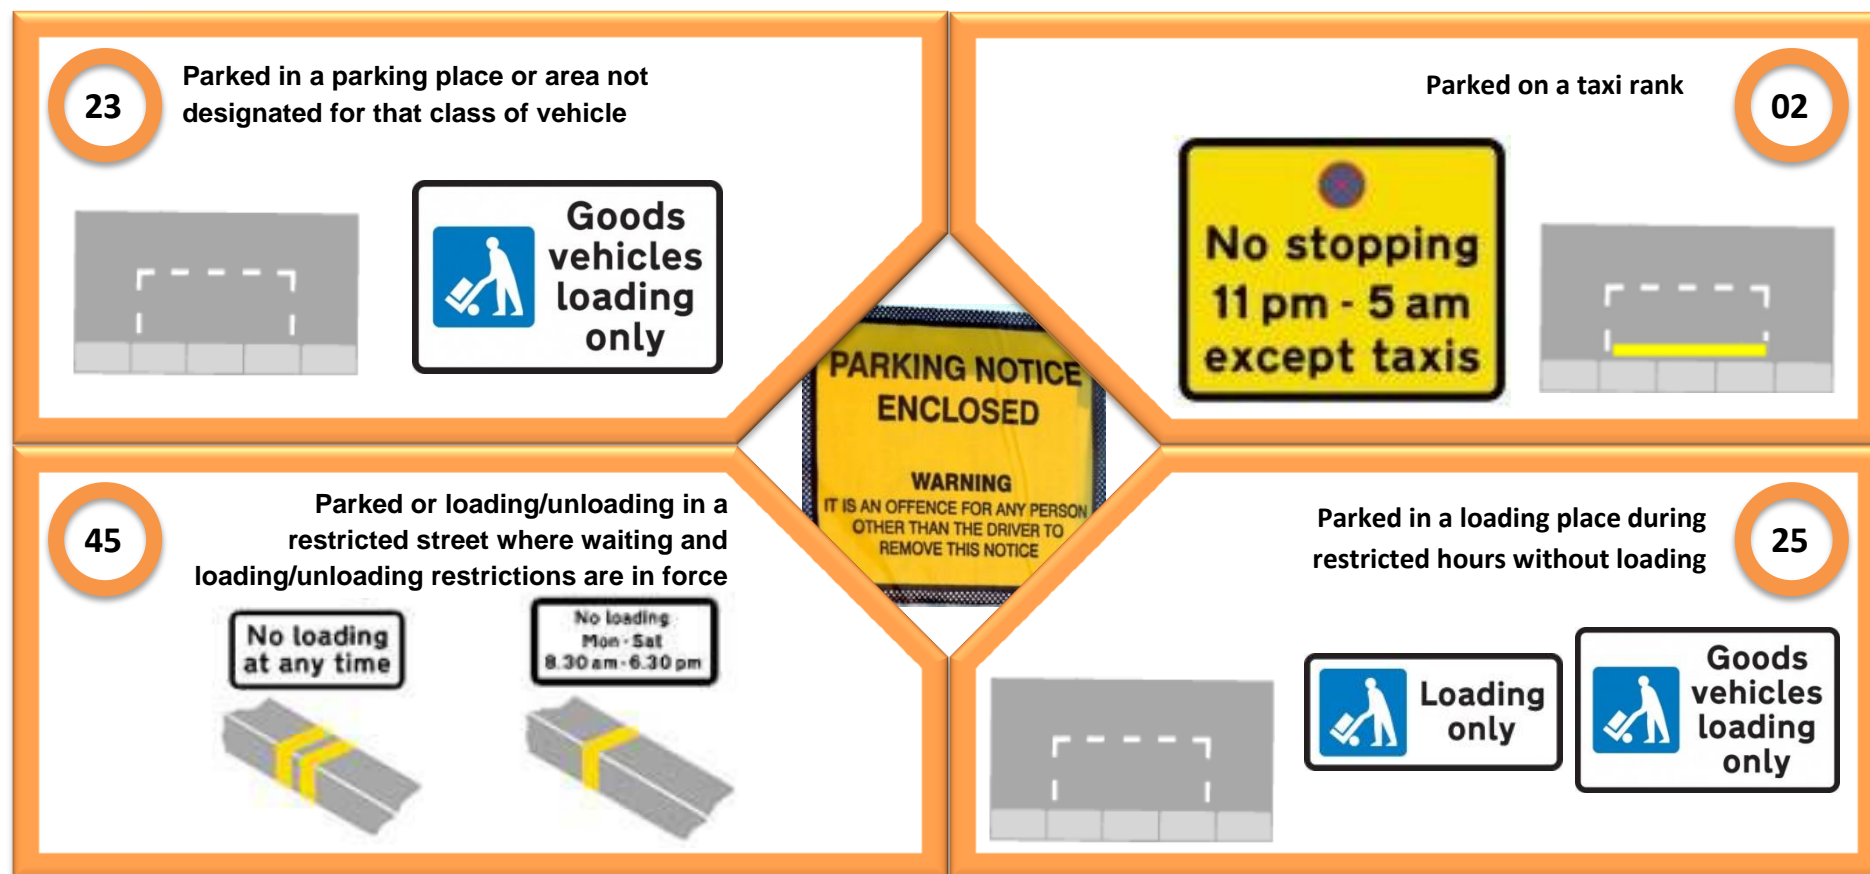 23
Parked in a parking place or area not
designated for that class of vehicle
Goods
vehicles
loading
only
Parked on a taxi rank
02
No stopping
11 pm - 5 am
except taxis
PARKING NOTICE
ENCLOSED
WARNING
IT IS AN OFFENCE FOR ANY PERSON
OTHER THAN THE DRIVER TO
REMOVE THIS NOTICE
45
Parked or loading/unloading in a
restricted street where waiting and
loading/unloading restrictions are in force
No loading
at any time
No loading
Mon - Sat
8.30 am - 6.30 pm
Parked in a loading place during
restricted hours without loading
25
Loading
only
Goods
vehicles
loading
only